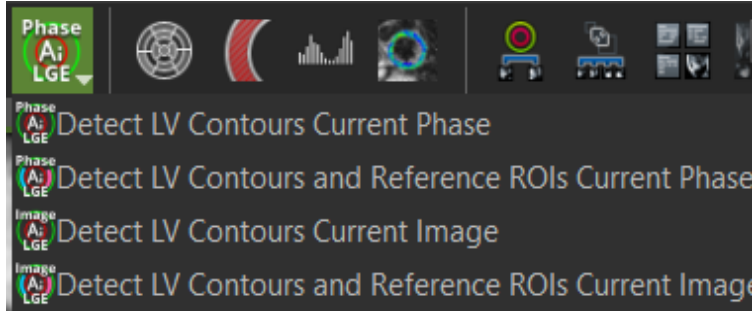 Phase
Ai
LGE
Phase
Ai
LGE
Detect LV Contours Current Phase
Phase
Ai
LGE
Detect LV Contours and Reference ROIs Current Phase
Image
Ai
LGE
Detect LV Contours Current Image
Image
Ai
LGE
Detect LV Contours and Reference ROIs Current Image